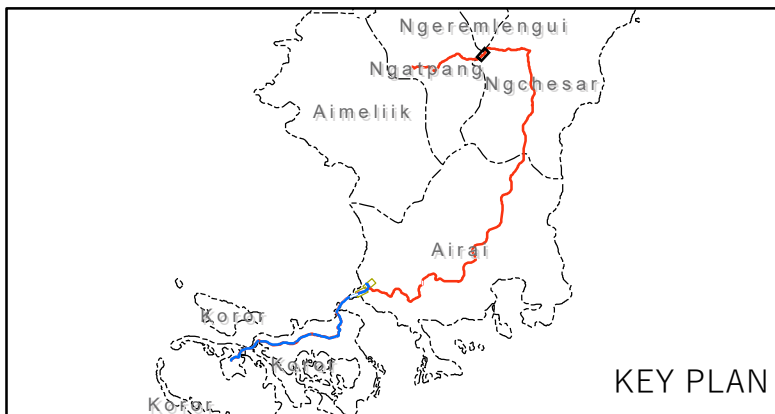 Ngeremlengui
Ngatpang
Ngchesar
Aimeliik
Airai
Koror
Koror
Koror
KEY PLAN